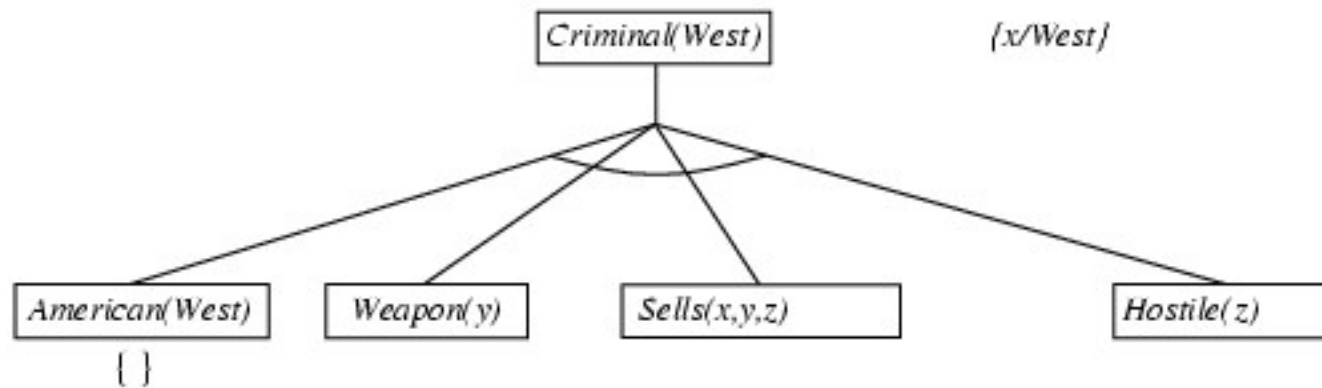 Criminal(West) {x/West}
American(West) Weapon(y) Sells(x,y,z) Hostile(z)
{ }